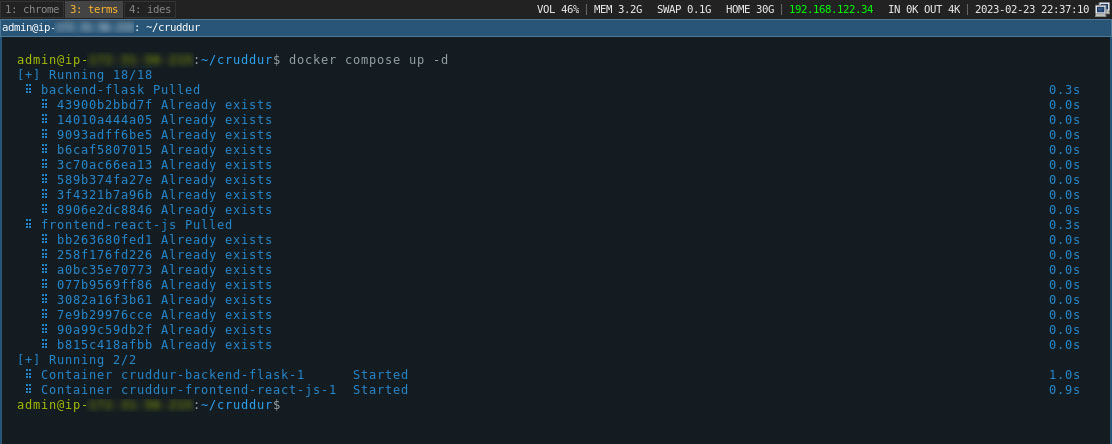 1: chrome 3: terms 4: ides VOL 46% MEM 3.2G SWAP 0.1G HOME 30G 192.168.122.34 IN 0K OUT 4K 2023-02-23 22:37:10
admin@ip- : ~/cruddur
admin@ip- :~/cruddur$ docker compose up -d
[+] Running 18/18
⠿ backend-flask Pulled 0.3s
⠿ 43900b2bbd7f Already exists 0.0s
⠿ 14010a444a05 Already exists 0.0s
⠿ 9093adff6be5 Already exists 0.0s
⠿ b6caf5807015 Already exists 0.0s
⠿ 3c70ac66ea13 Already exists 0.0s
⠿ 589b374fa27e Already exists 0.0s
⠿ 3f4321b7a96b Already exists 0.0s
⠿ 8906e2dc8846 Already exists 0.0s
⠿ frontend-react-js Pulled 0.3s
⠿ bb263680fed1 Already exists 0.0s
⠿ 258f176fd226 Already exists 0.0s
⠿ a0bc35e70773 Already exists 0.0s
⠿ 077b9569ff86 Already exists 0.0s
⠿ 3082a16f3b61 Already exists 0.0s
⠿ 7e9b29976cce Already exists 0.0s
⠿ 90a99c59db2f Already exists 0.0s
⠿ b815c418afbb Already exists 0.0s
[+] Running 2/2
⠿ Container cruddur-backend-flask-1 Started 1.0s
⠿ Container cruddur-frontend-react-js-1 Started 0.9s
admin@ip- :~/cruddur$